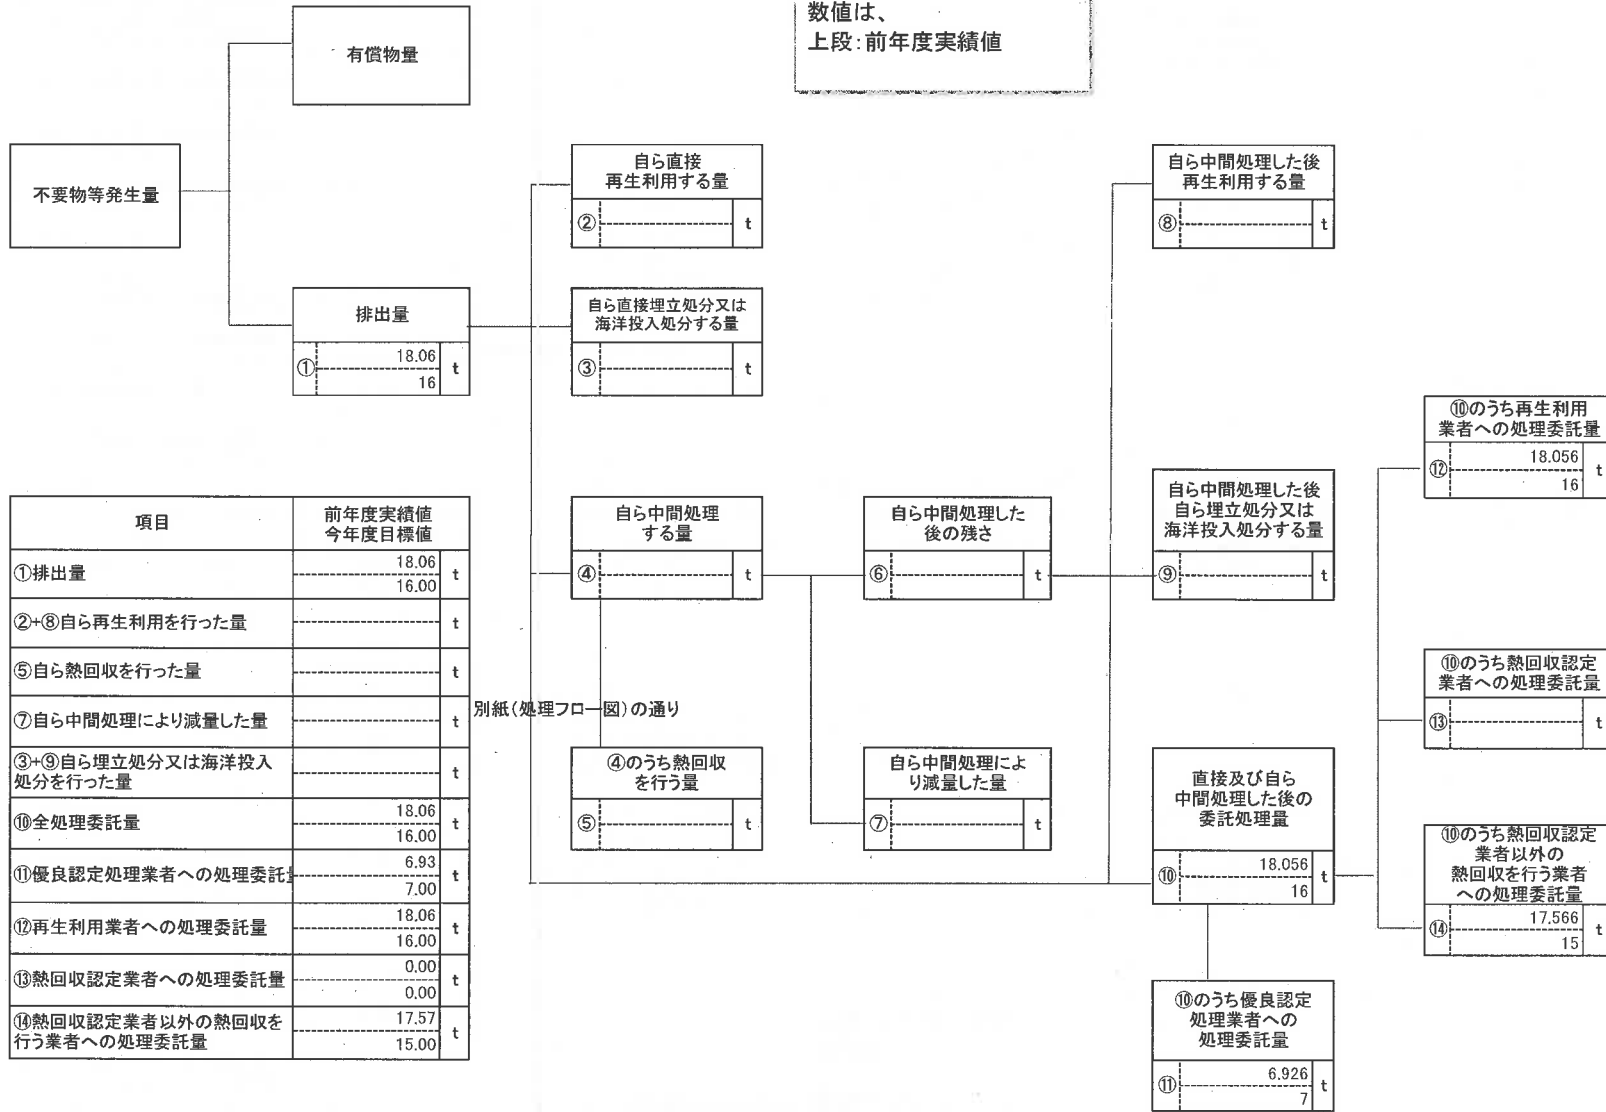 数値は、
上段：前年度実績値
有償物量
不要物等発生量
排出量
①
18.06
16
t
自ら直接
再生利用する量
②
t
自ら直接埋立処分又は
海洋投入処分する量
③
t
自ら中間処理した後
再生利用する量
⑧
t
⑩のうち再生利用
業者への処理委託量
⑫
18.056
16
t
項目
前年度実績値
今年度目標値
①排出量
18.06
16.00
t
②+⑧自ら再生利用を行った量
t
⑤自ら熱回収を行った量
t
⑦自ら中間処理により減量した量
t
③+⑨自ら埋立処分又は海洋投入
処分を行った量
t
⑩全処理委託量
18.06
16.00
t
⑪優良認定処理業者への処理委託
6.93
7.00
t
⑫再生利用業者への処理委託量
18.06
16.00
t
⑬熱回収認定業者への処理委託量
0.00
0.00
t
⑭熱回収認定業者以外の熱回収を
行う業者への処理委託量
17.57
15.00
t
自ら中間処理
する量
④
t
自ら中間処理した
後の残さ
⑥
t
自ら中間処理した後
自ら埋立処分又は
海洋投入処分する量
⑨
t
別紙（処理フロー図）の通り
④のうち熱回収
を行う量
⑤
t
自ら中間処理によ
り減量した量
⑦
t
直接及び自ら
中間処理した後の
委託処理量
⑩
18.056
16
t
⑩のうち熱回収認定
業者への処理委託量
⑬
t
⑩のうち熱回収認定
業者以外の
熱回収を行う業者
への処理委託量
⑭
17.566
15
t
⑩のうち優良認定
処理業者への
処理委託量
⑪
6.926
7
t